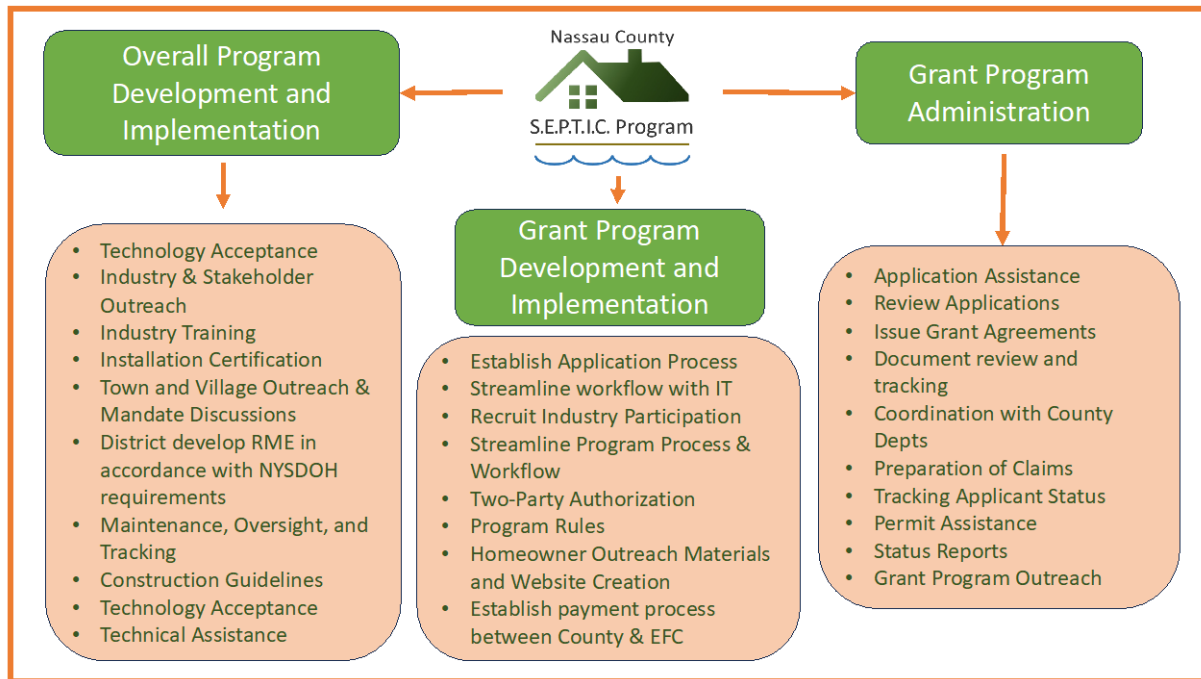 Nassau County
S.E.P.T.I.C. Program
Overall Program
Development and
Implementation
• Technology Acceptance
• Industry & Stakeholder
Outreach
• Industry Training
• Installation Certification
• Town and Village Outreach &
Mandate Discussions
• District develop RME in
accordance with NYSDOH
requirements
• Maintenance, Oversight, and
Tracking
• Construction Guidelines
• Technology Acceptance
• Technical Assistance
Grant Program
Development and
Implementation
• Establish Application Process
• Streamline workflow with IT
• Recruit Industry Participation
• Streamline Program Process &
Workflow
• Two-Party Authorization
• Program Rules
• Homeowner Outreach Materials
and Website Creation
• Establish payment process
between County & EFC
Grant Program
Administration
• Application Assistance
• Review Applications
• Issue Grant Agreements
• Document review and
tracking
• Coordination with County
Depts
• Preparation of Claims
• Tracking Applicant Status
• Permit Assistance
• Status Reports
• Grant Program Outreach